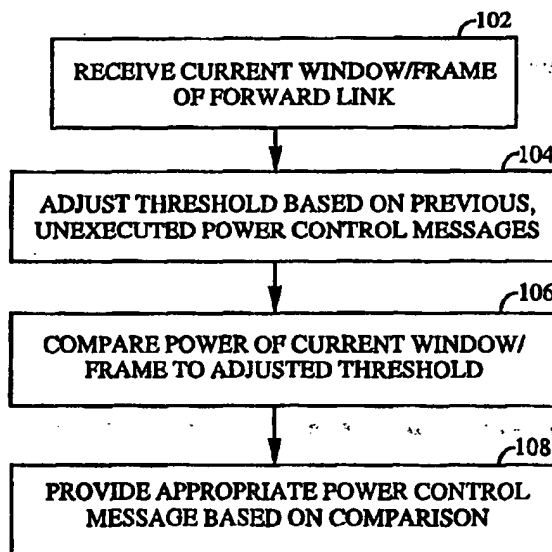 102
RECEIVE CURRENT WINDOW/FRAME
OF FORWARD LINK
104
ADJUST THRESHOLD BASED ON PREVIOUS,
UNEXECUTED POWER CONTROL MESSAGES
106
COMPARE POWER OF CURRENT WINDOW/
FRAME TO ADJUSTED THRESHOLD
108
PROVIDE APPROPRIATE POWER CONTROL
MESSAGE BASED ON COMPARISON